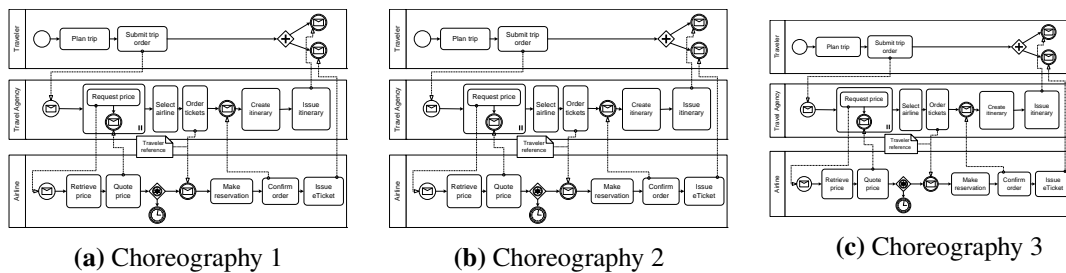 Traveler
Plan trip
Submit trip
order
Travel Agency
Request price
Select
airline
Order
tickets
Create
itinerary
Issue
itinerary
Traveler
reference
Airline
Retrieve
price
Quote
price
Make
reservation
Confirm
order
Issue
eTicket
(a) Choreography 1
Traveler
Plan trip
Submit trip
order
Travel Agency
Request price
Select
airline
Order
tickets
Create
itinerary
Issue
itinerary
Traveler
reference
Airline
Retrieve
price
Quote
price
Make
reservation
Confirm
order
Issue
eTicket
(b) Choreography 2
Traveler
Plan trip
Submit trip
order
Travel Agency
Request price
Select
airline
Order
tickets
Create
itinerary
Issue
itinerary
Traveler
reference
Airline
Retrieve
price
Quote
price
Make
reservation
Confirm
order
Issue
eTicket
(c) Choreography 3